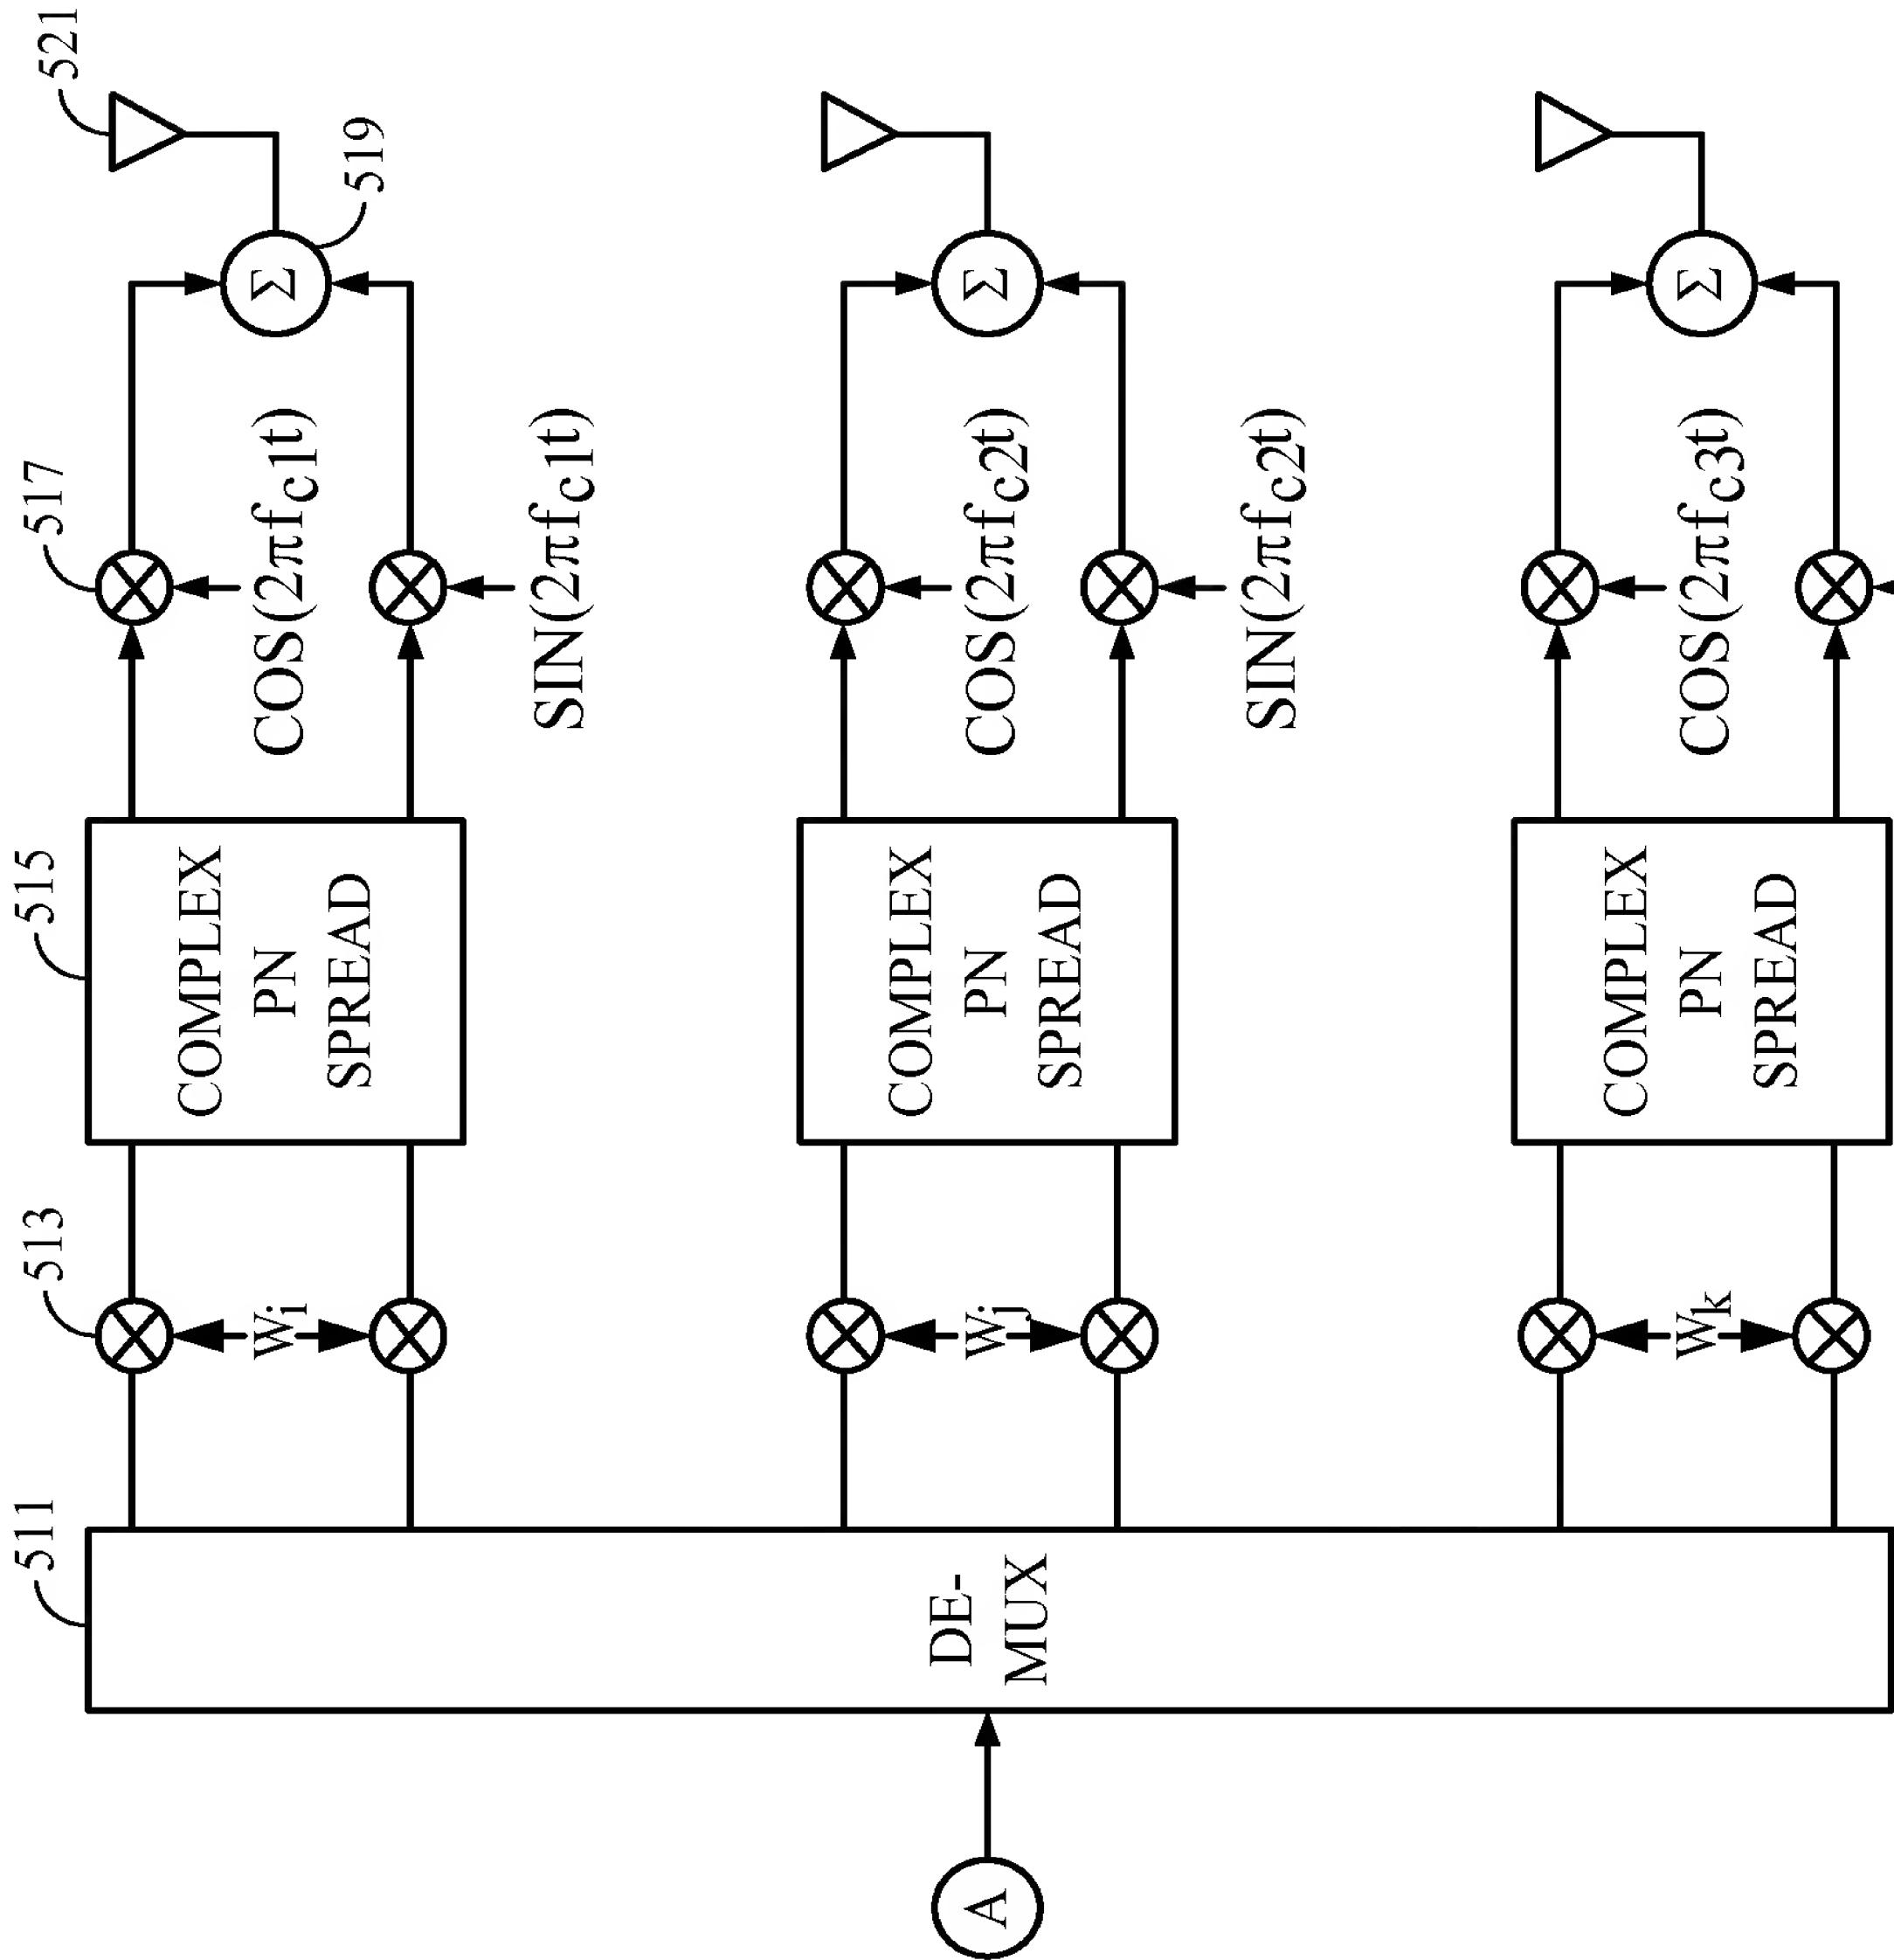 A
511
DE-
MUX
513
Wi
Wj
Wk
515
COMPLEX
PN
SPREAD
COMPLEX
PN
SPREAD
COMPLEX
PN
SPREAD
517
COS(2πfc1t)
SIN(2πfc1t)
COS(2πfc2t)
SIN(2πfc2t)
COS(2πfc3t)
Σ
519
Σ
Σ
521